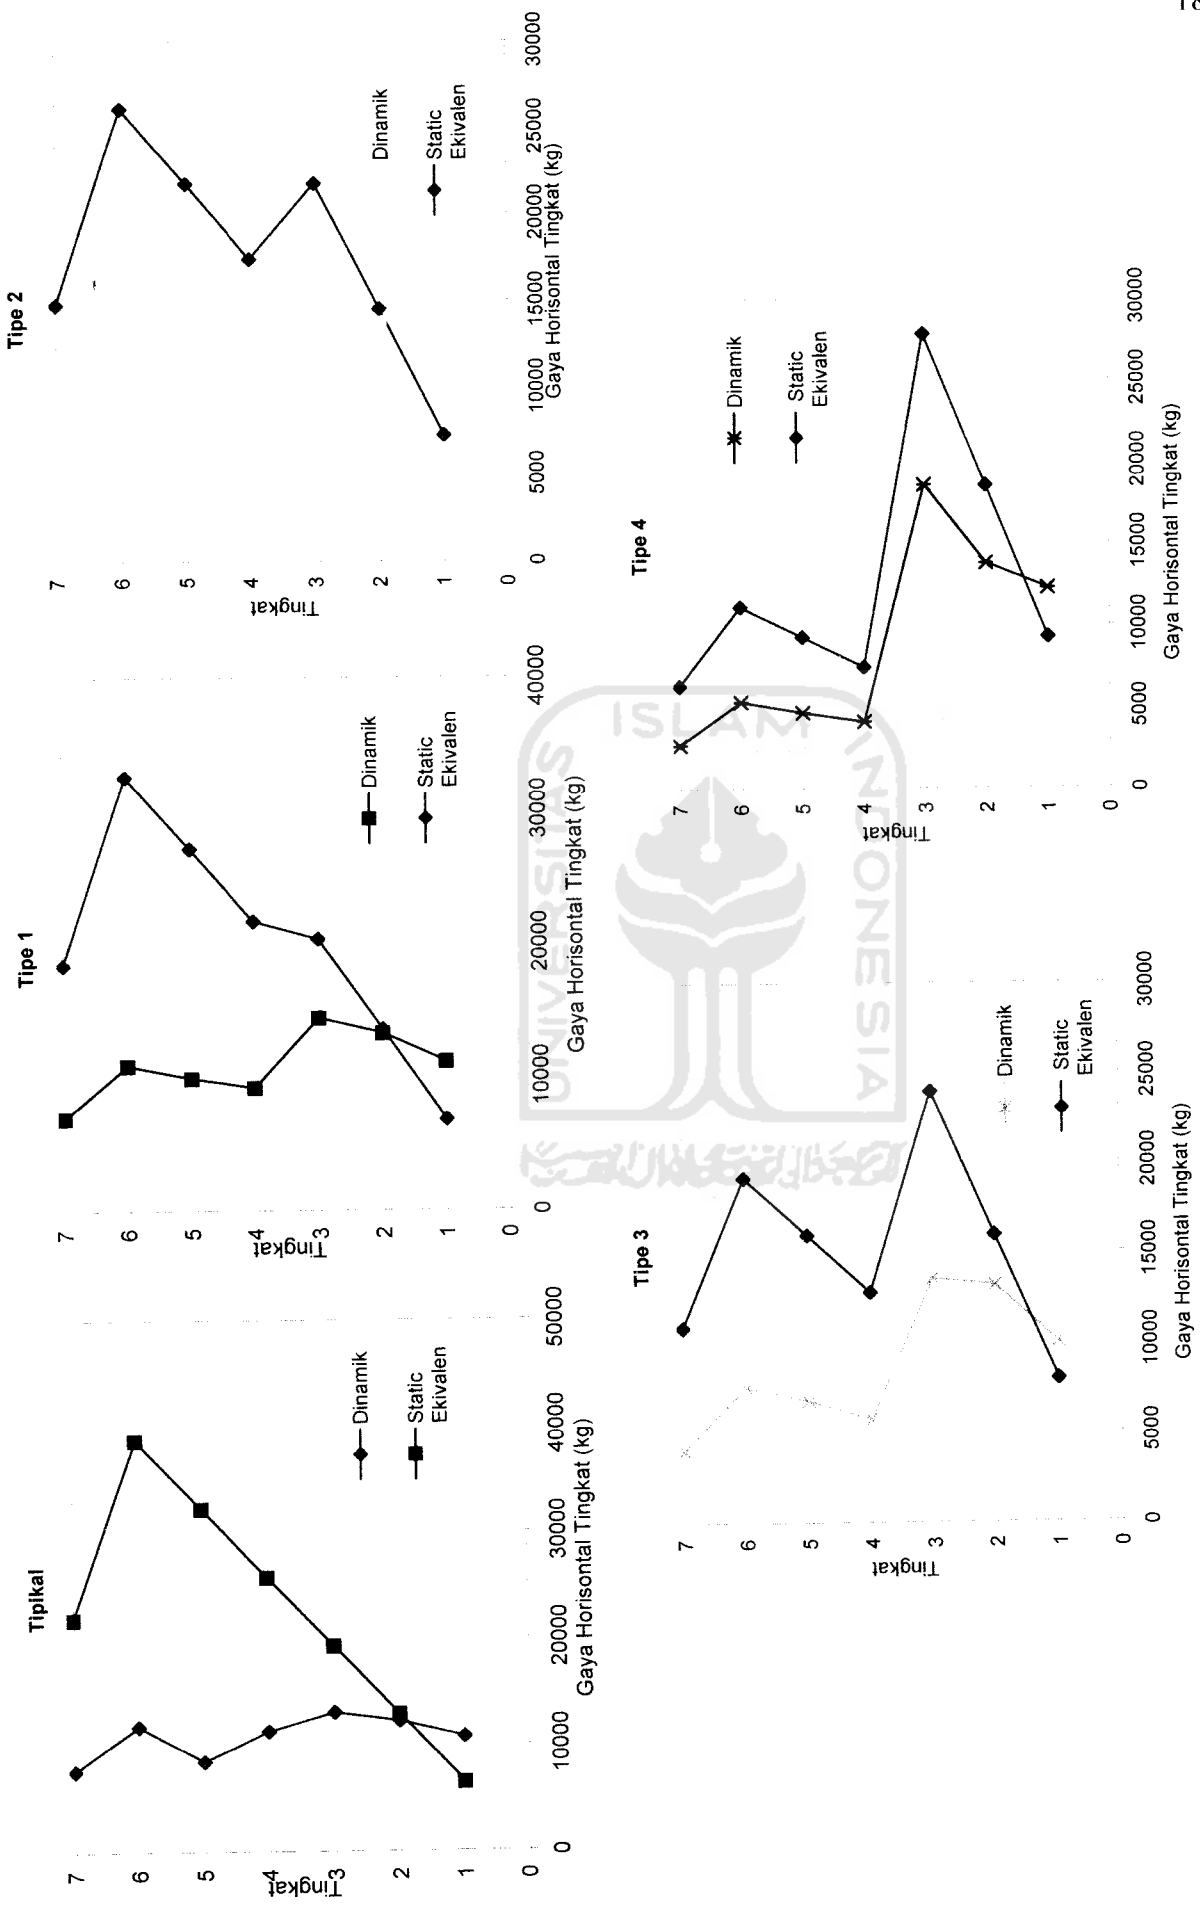 Tipikal
7
6
5
4
3
2
1
0
Tingkat
0
10000
20000
30000
40000
50000
Gaya Horisontal Tingkat (kg)
Dinamik
Static
Ekivalen
Tipe 1
7
6
5
4
3
2
1
0
Tingkat
0
10000
20000
30000
40000
Gaya Horisontal Tingkat (kg)
Dinamik
Static
Ekivalen
Tipe 2
7
6
5
4
3
2
1
0
Tingkat
0
5000
10000
15000
20000
25000
30000
Gaya Horisontal Tingkat (kg)
Dinamik
Static
Ekivalen
Tipe 3
7
6
5
4
3
2
1
0
Tingkat
0
5000
10000
15000
20000
25000
30000
Gaya Horisontal Tingkat (kg)
Dinamik
Static
Ekivalen
Tipe 4
7
6
5
4
3
2
1
0
Tingkat
0
5000
10000
15000
20000
25000
30000
Gaya Horisontal Tingkat (kg)
Dinamik
Static
Ekivalen
UNIVERSITAS
ISLAM
INDONESIA